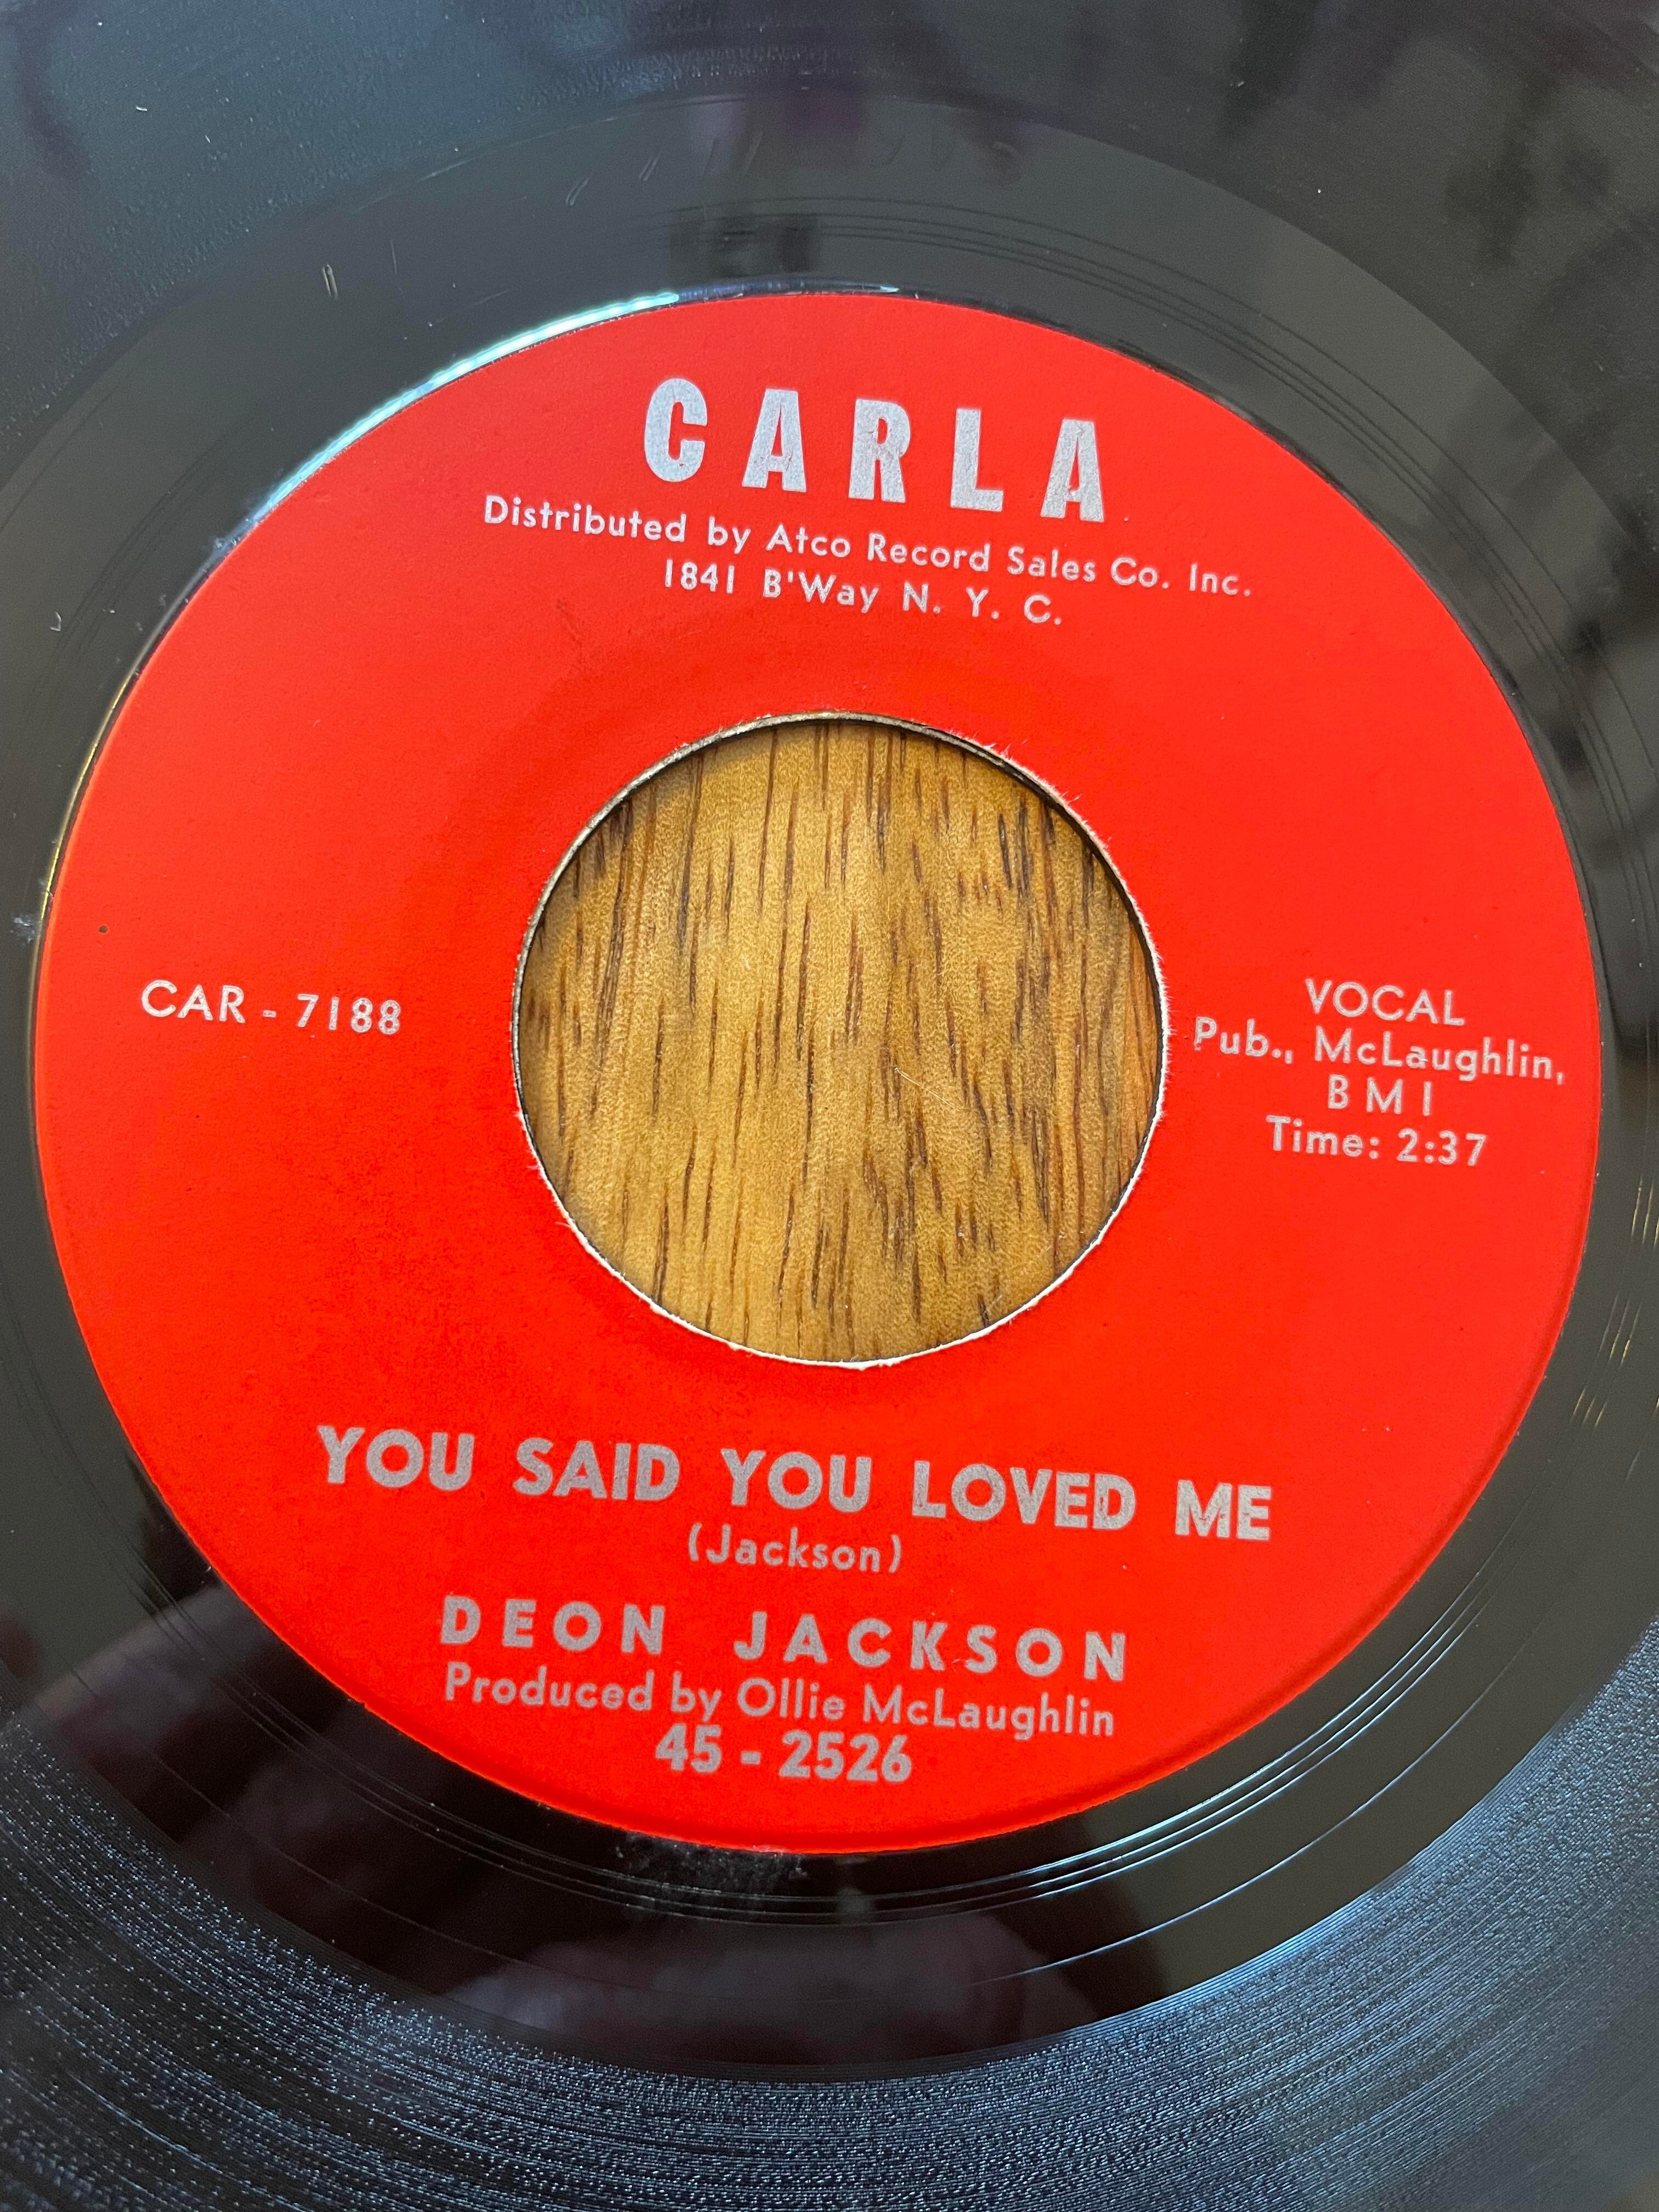 CARLA
Distributed by Atco Record Sales Co. Inc.
1841 B'Way N. Y. C.
CAR - 7188
VOCAL
Pub., McLaughlin,
BMI
Time: 2:37
YOU SAID YOU LOVED ME
(Jackson)
DEON JACKSON
Produced by Ollie McLaughlin
45 - 2526